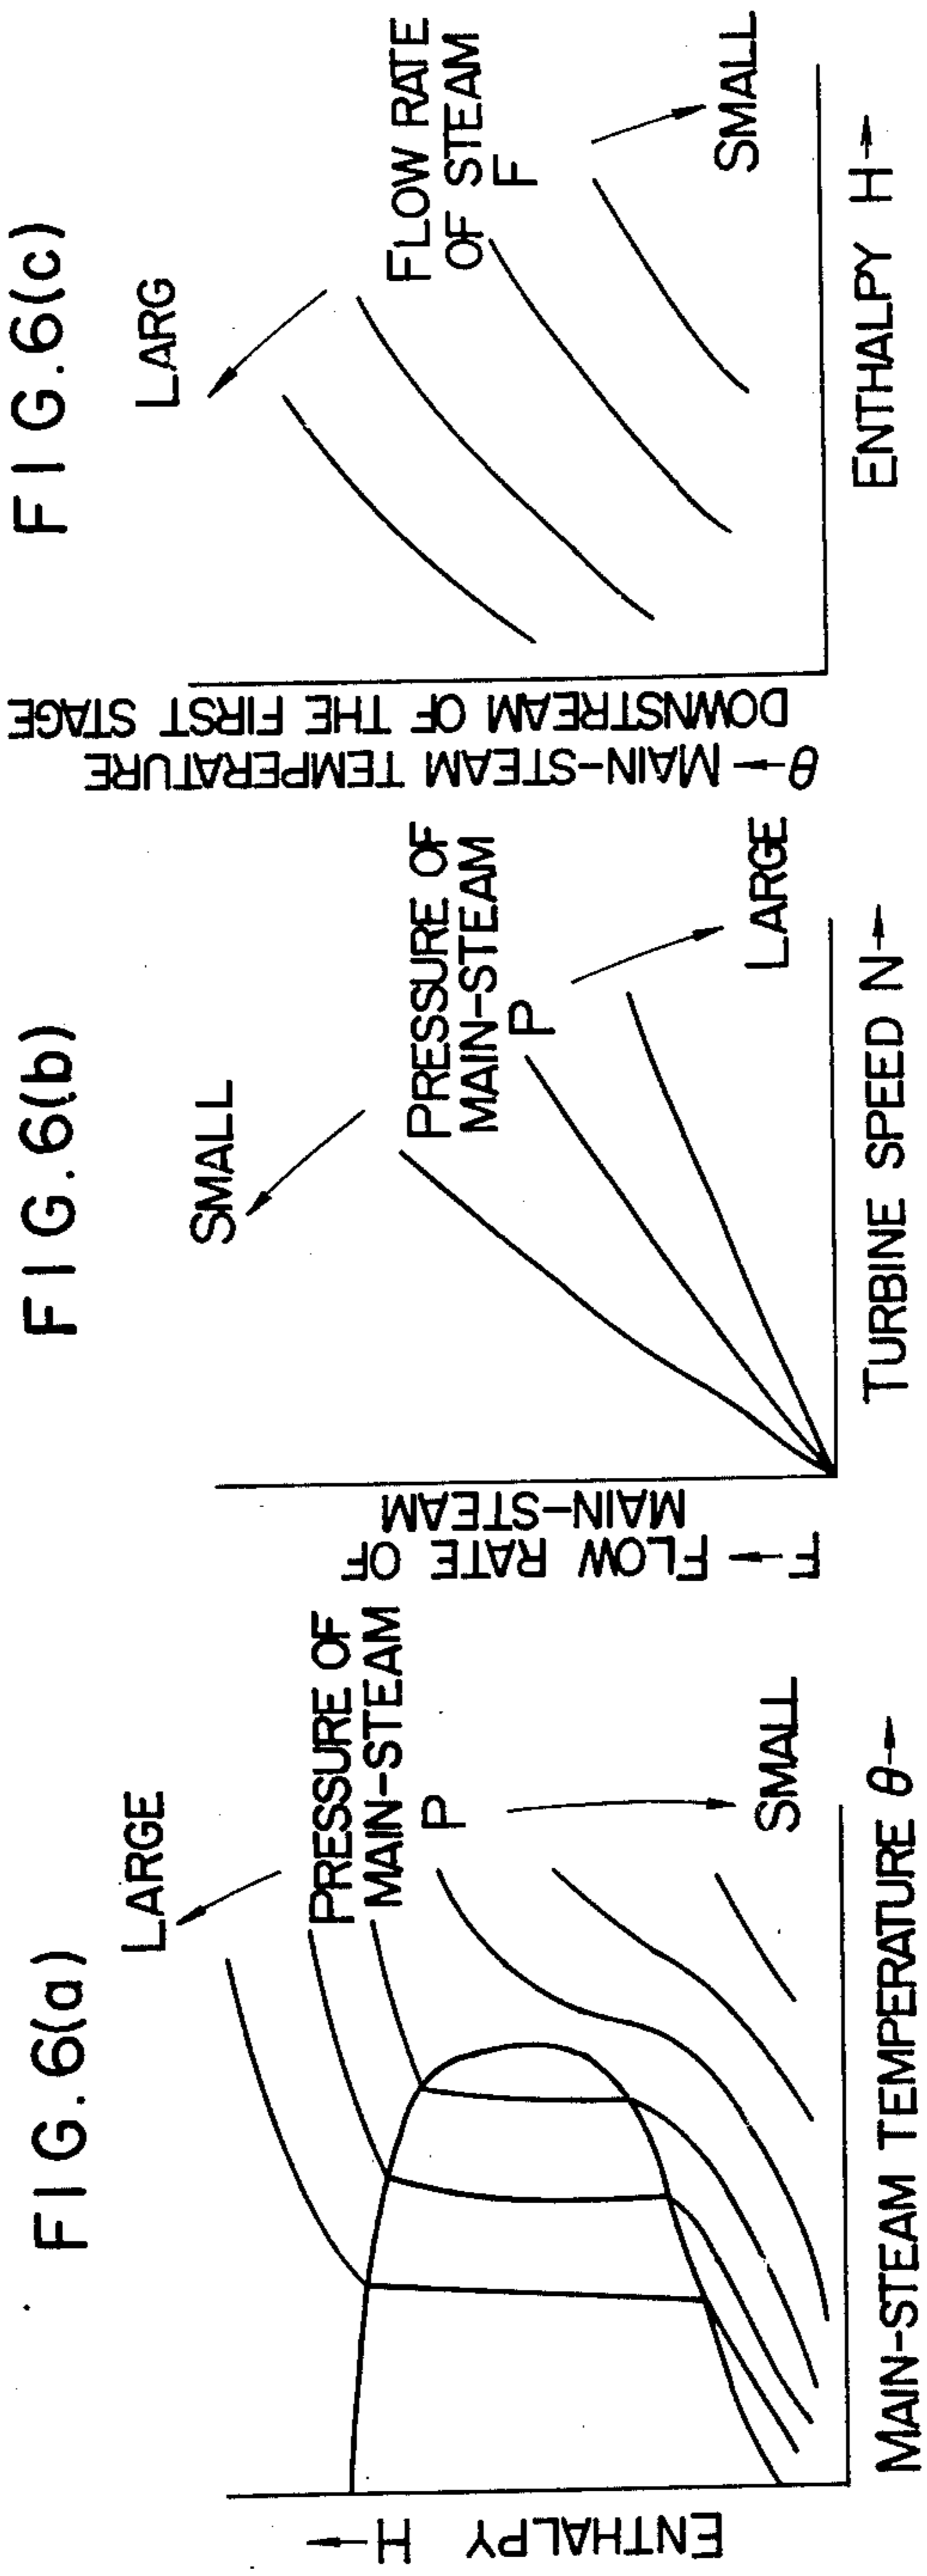 FIG.6(a)
LARGE
PRESSURE OF
MAIN-STEAM
P
SMALL
ENTHALPY H→
MAIN-STEAM TEMPERATURE θ→
FIG.6(b)
SMALL
PRESSURE OF
MAIN-STEAM
P
LARGE
F → FLOW RATE OF
MAIN-STEAM
TURBINE SPEED N→
FIG.6(c)
LARG
FLOW RATE
OF STEAM
F
SMALL
θ → MAIN-STEAM TEMPERATURE
DOWNSTREAM OF THE FIRST STAGE
ENTHALPY H→